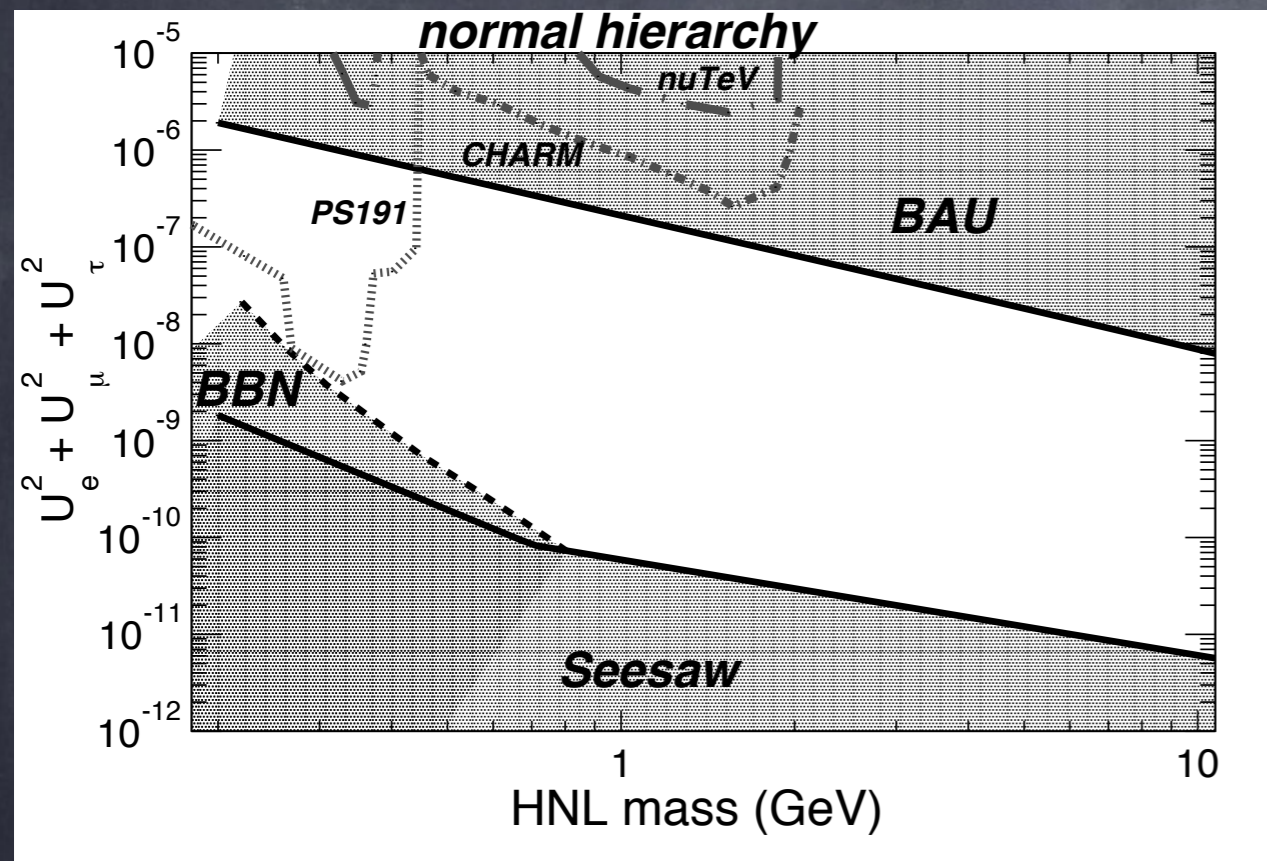 normal hierarchy
10^-5
10^-6
10^-7
10^-8
10^-9
10^-10
10^-11
10^-12
U_e^2 + U_μ^2 + U_τ^2
nuTeV
CHARM
PS191
BAU
BBN
Seesaw
1
10
HNL mass (GeV)